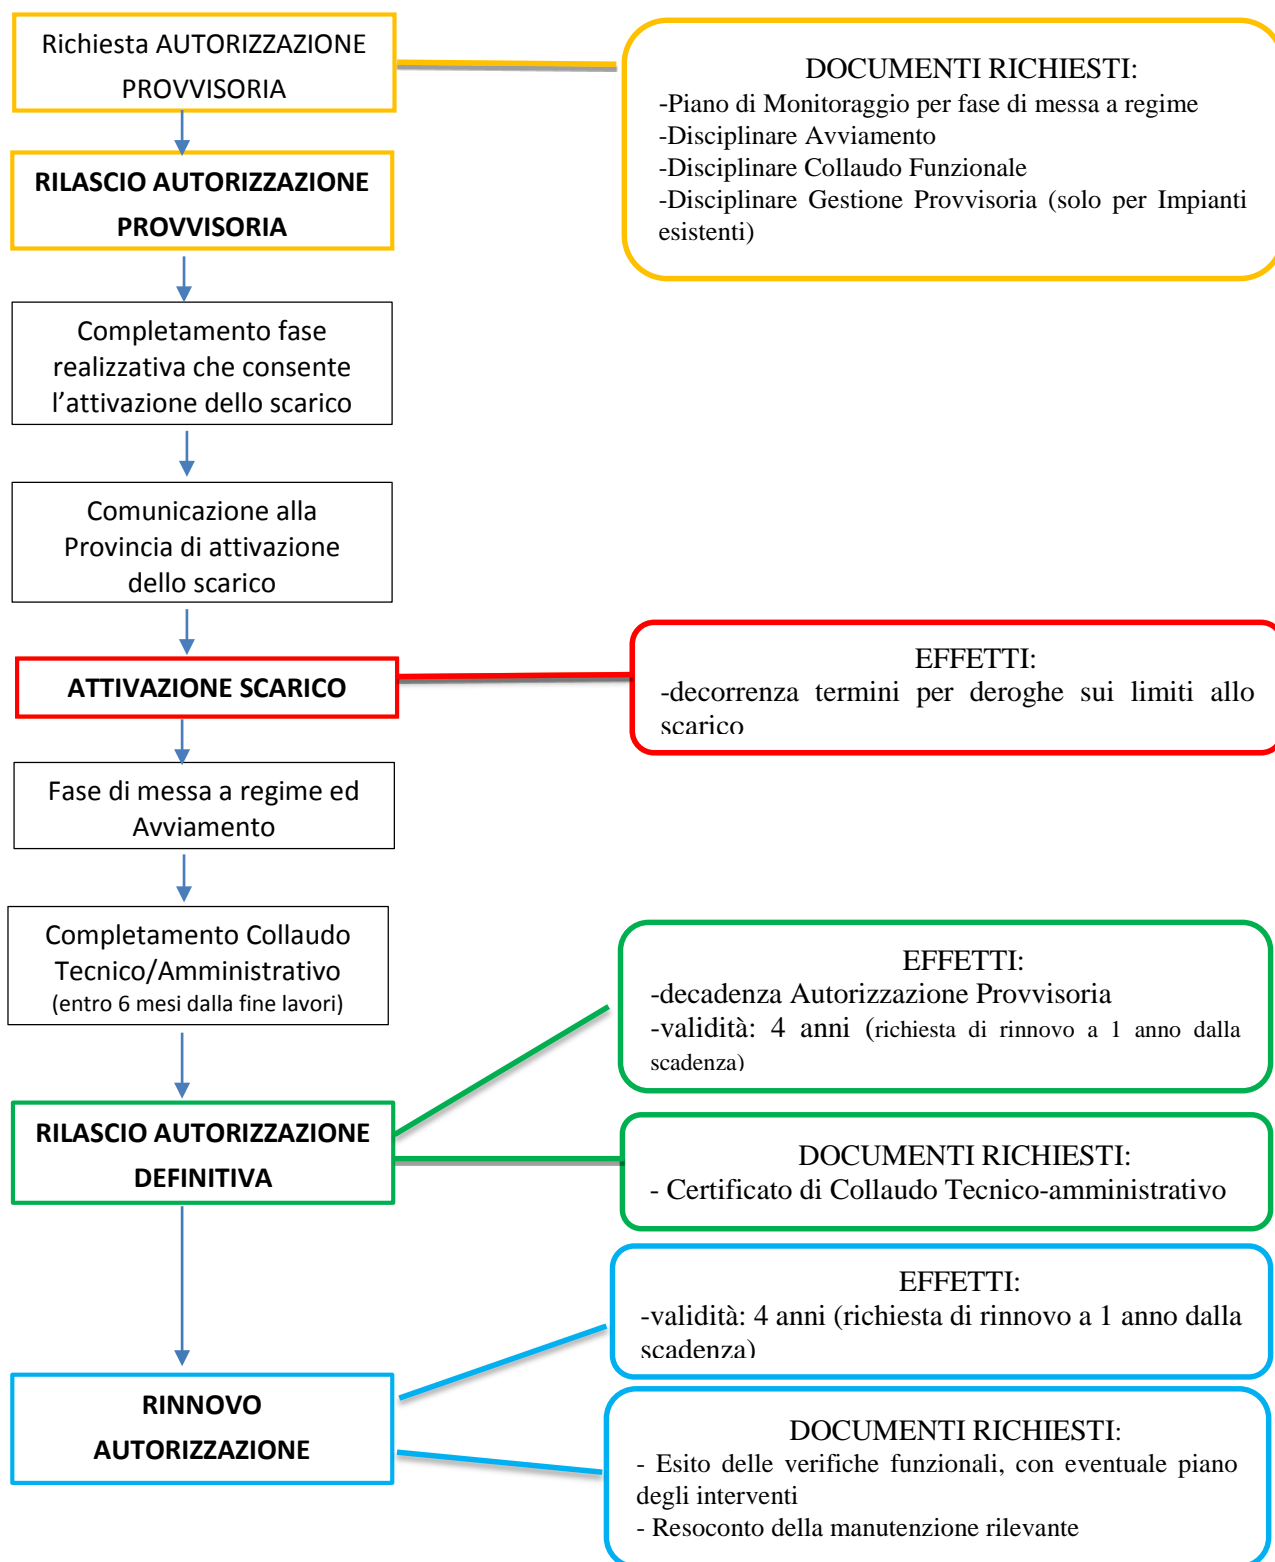 Richiesta AUTORIZZAZIONE
PROVVISORIA
DOCUMENTI RICHIESTI:
-Piano di Monitoraggio per fase di messa a regime
-Disciplinare Avviamento
-Disciplinare Collaudo Funzionale
-Disciplinare Gestione Provvisoria (solo per Impianti
esistenti)
RILASCIO AUTORIZZAZIONE
PROVVISORIA
Completamento fase
realizzativa che consente
l’attivazione dello scarico
Comunicazione alla
Provincia di attivazione
dello scarico
ATTIVAZIONE SCARICO
EFFETTI:
-decorrenza termini per deroghe sui limiti allo
scarico
Fase di messa a regime ed
Avviamento
Completamento Collaudo
Tecnico/Amministrativo
(entro 6 mesi dalla fine lavori)
EFFETTI:
-decadenza Autorizzazione Provvisoria
-validità: 4 anni (richiesta di rinnovo a 1 anno dalla
scadenza)
RILASCIO AUTORIZZAZIONE
DEFINITIVA
DOCUMENTI RICHIESTI:
- Certificato di Collaudo Tecnico-amministrativo
EFFETTI:
-validità: 4 anni (richiesta di rinnovo a 1 anno dalla
scadenza)
RINNOVO
AUTORIZZAZIONE
DOCUMENTI RICHIESTI:
- Esito delle verifiche funzionali, con eventuale piano
degli interventi
- Resoconto della manutenzione rilevante